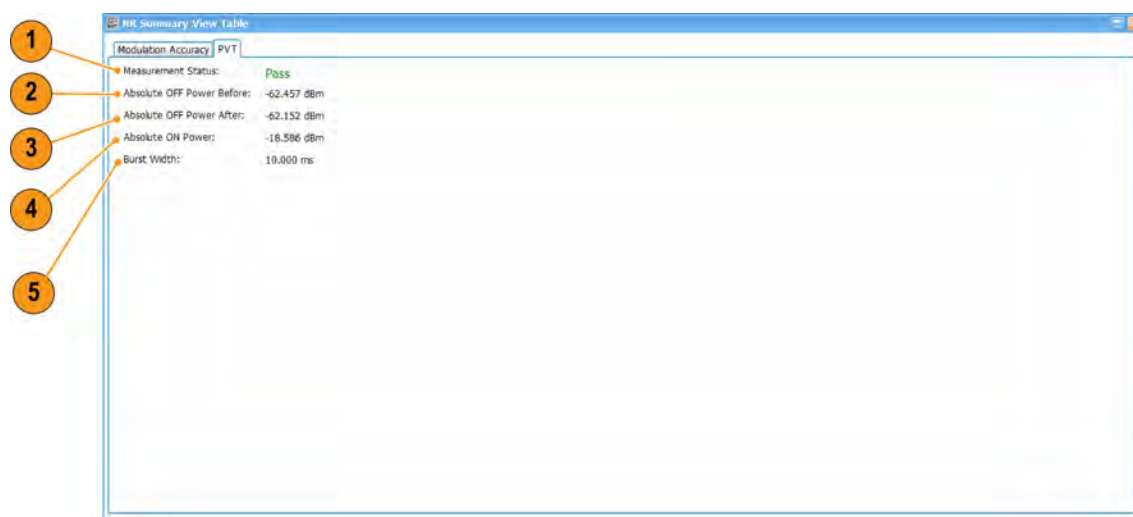 NR Summary View Table
Modulation Accuracy PVT
1
Measurement Status: Pass
2
Absolute OFF Power Before: -62.457 dBm
Absolute OFF Power After: -62.152 dBm
3
Absolute ON Power: -18.586 dBm
Burst Width: 10.000 ms
4
5